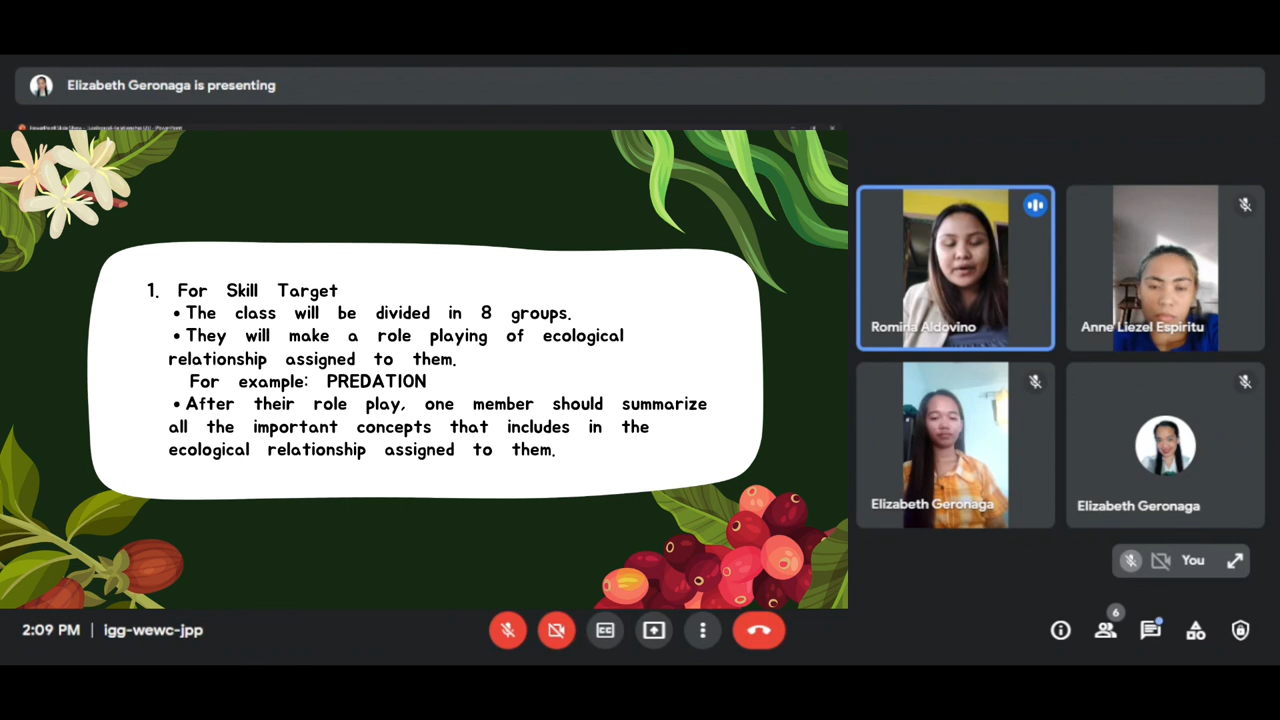 Elizabeth Geronaga is presenting
1. For Skill Target
• The class will be divided in 8 groups.
• They will make a role playing of ecological
relationship assigned to them.
For example: PREDATION
• After their role play, one member should summarize
all the important concepts that includes in the
ecological relationship assigned to them.
Romina Aldovino
Anne Liezel Espiritu
Elizabeth Geronaga
Elizabeth Geronaga
You
2:09 PM | igg-wewc-jpp
CC
6